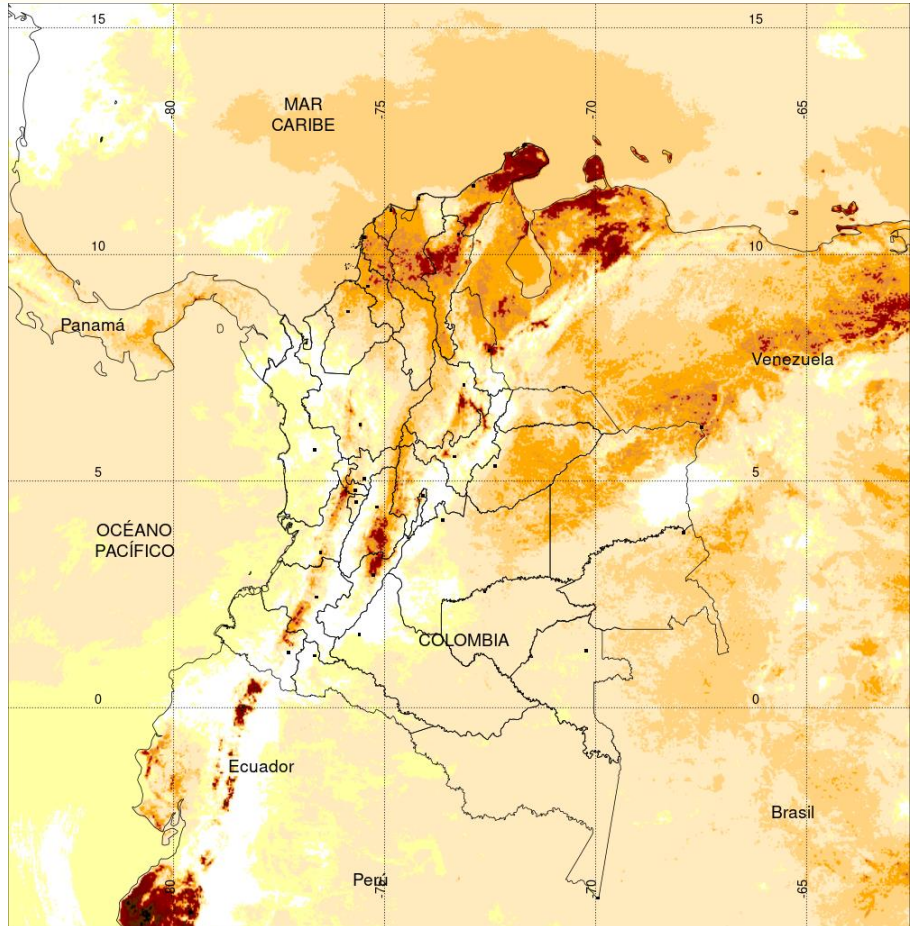 15
15
-80
-75
-70
-65
MAR
CARIBE
10
10
Panamá
Venezuela
5
5
OCÉANO
PACÍFICO
COLOMBIA
0
0
Ecuador
Brasil
Perú
-80
-75
-70
-65